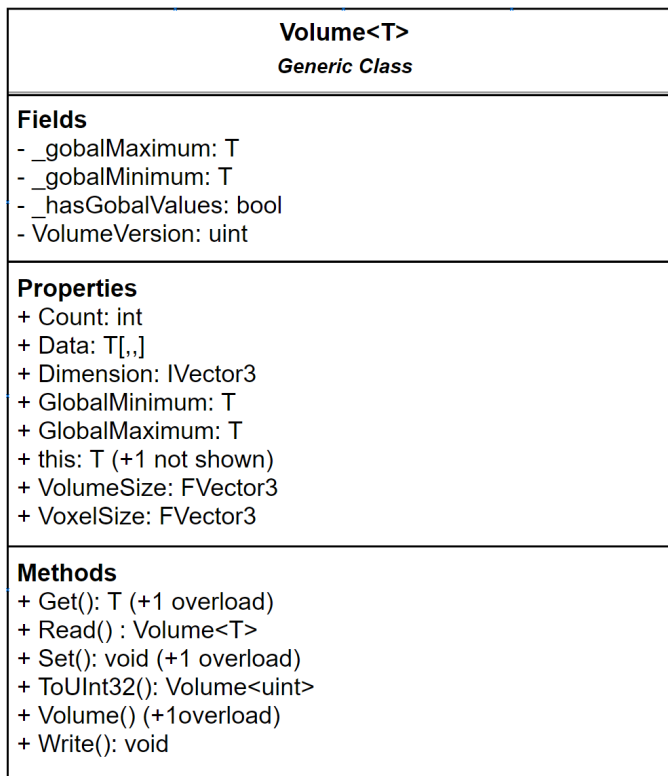 Volume<T>
Generic Class
Fields
- _gobalMaximum: T
- _gobalMinimum: T
- _hasGobalValues: bool
- VolumeVersion: uint
Properties
+ Count: int
+ Data: T[,,]
+ Dimension: IVector3
+ GlobalMinimum: T
+ GlobalMaximum: T
+ this: T (+1 not shown)
+ VolumeSize: FVector3
+ VoxelSize: FVector3
Methods
+ Get(): T (+1 overload)
+ Read() : Volume<T>
+ Set(): void (+1 overload)
+ ToUInt32(): Volume<uint>
+ Volume() (+1overload)
+ Write(): void